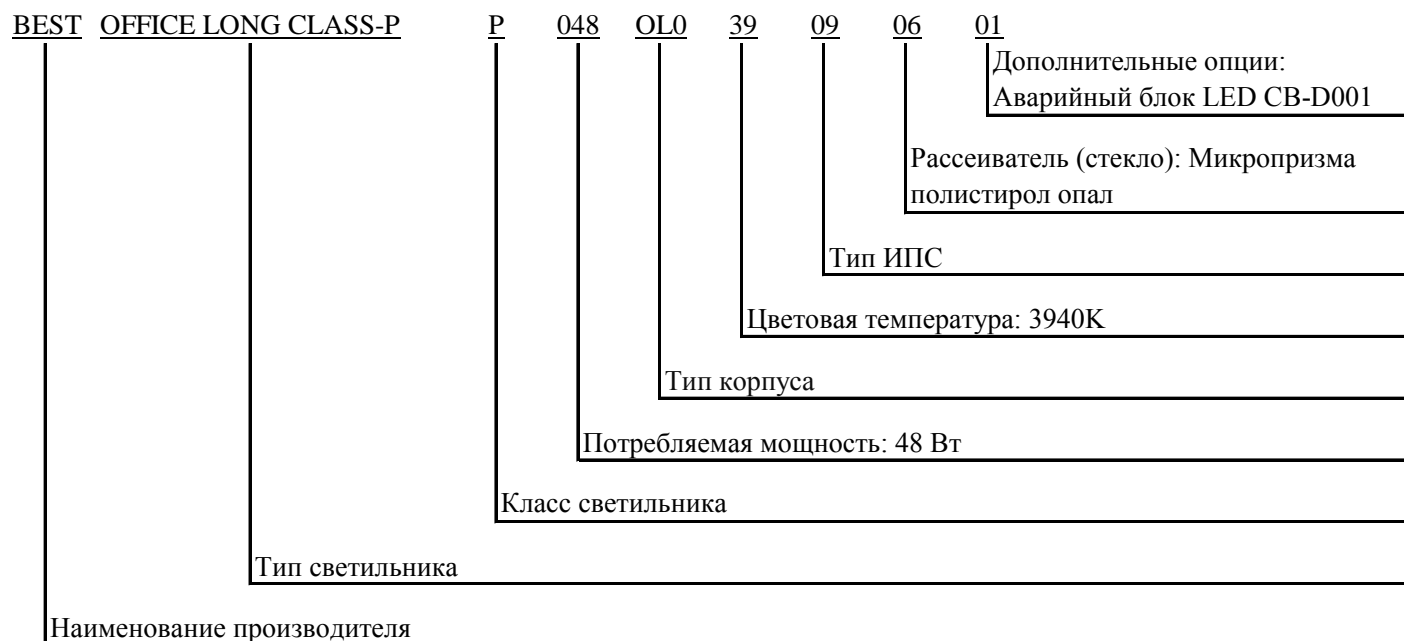 BEST OFFICE LONG CLASS-P P 048 OL0 39 09 06 01
Дополнительные опции:
Аварийный блок LED CB-D001
Рассеиватель (стекло): Микропризма
полистирол опал
Тип ИПС
Цветовая температура: 3940K
Тип корпуса
Потребляемая мощность: 48 Вт
Класс светильника
Тип светильника
Наименование производителя